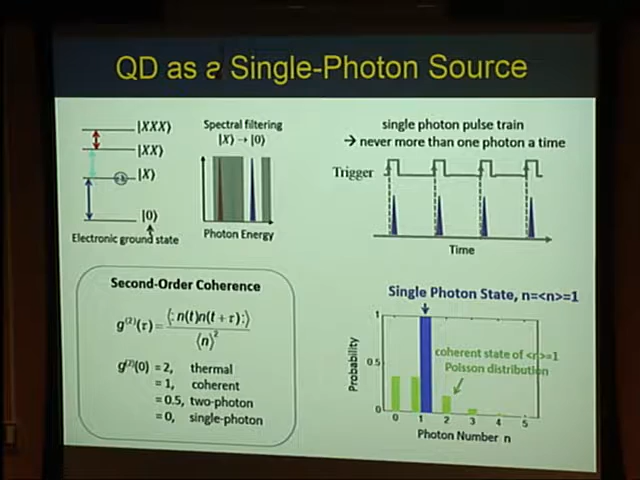 QD as a Single-Photon Source
|XXX⟩
|XX⟩
|X⟩
|0⟩
Electronic ground state
Spectral filtering
|X⟩→|0⟩
Photon Energy
single photon pulse train
→ never more than one photon a time
Trigger
Time
Second-Order Coherence
g⁽²⁾(τ) = ⟨:n(t)n(t + τ):⟩ / ⟨n⟩²
g⁽²⁾(0) = 2, thermal
= 1, coherent
= 0.5, two-photon
= 0, single-photon
Single Photon State, n=<n>=1
coherent state of <n>=1
Poisson distribution
Probability
1
0.5
0
0 1 2 3 4 5
Photon Number n